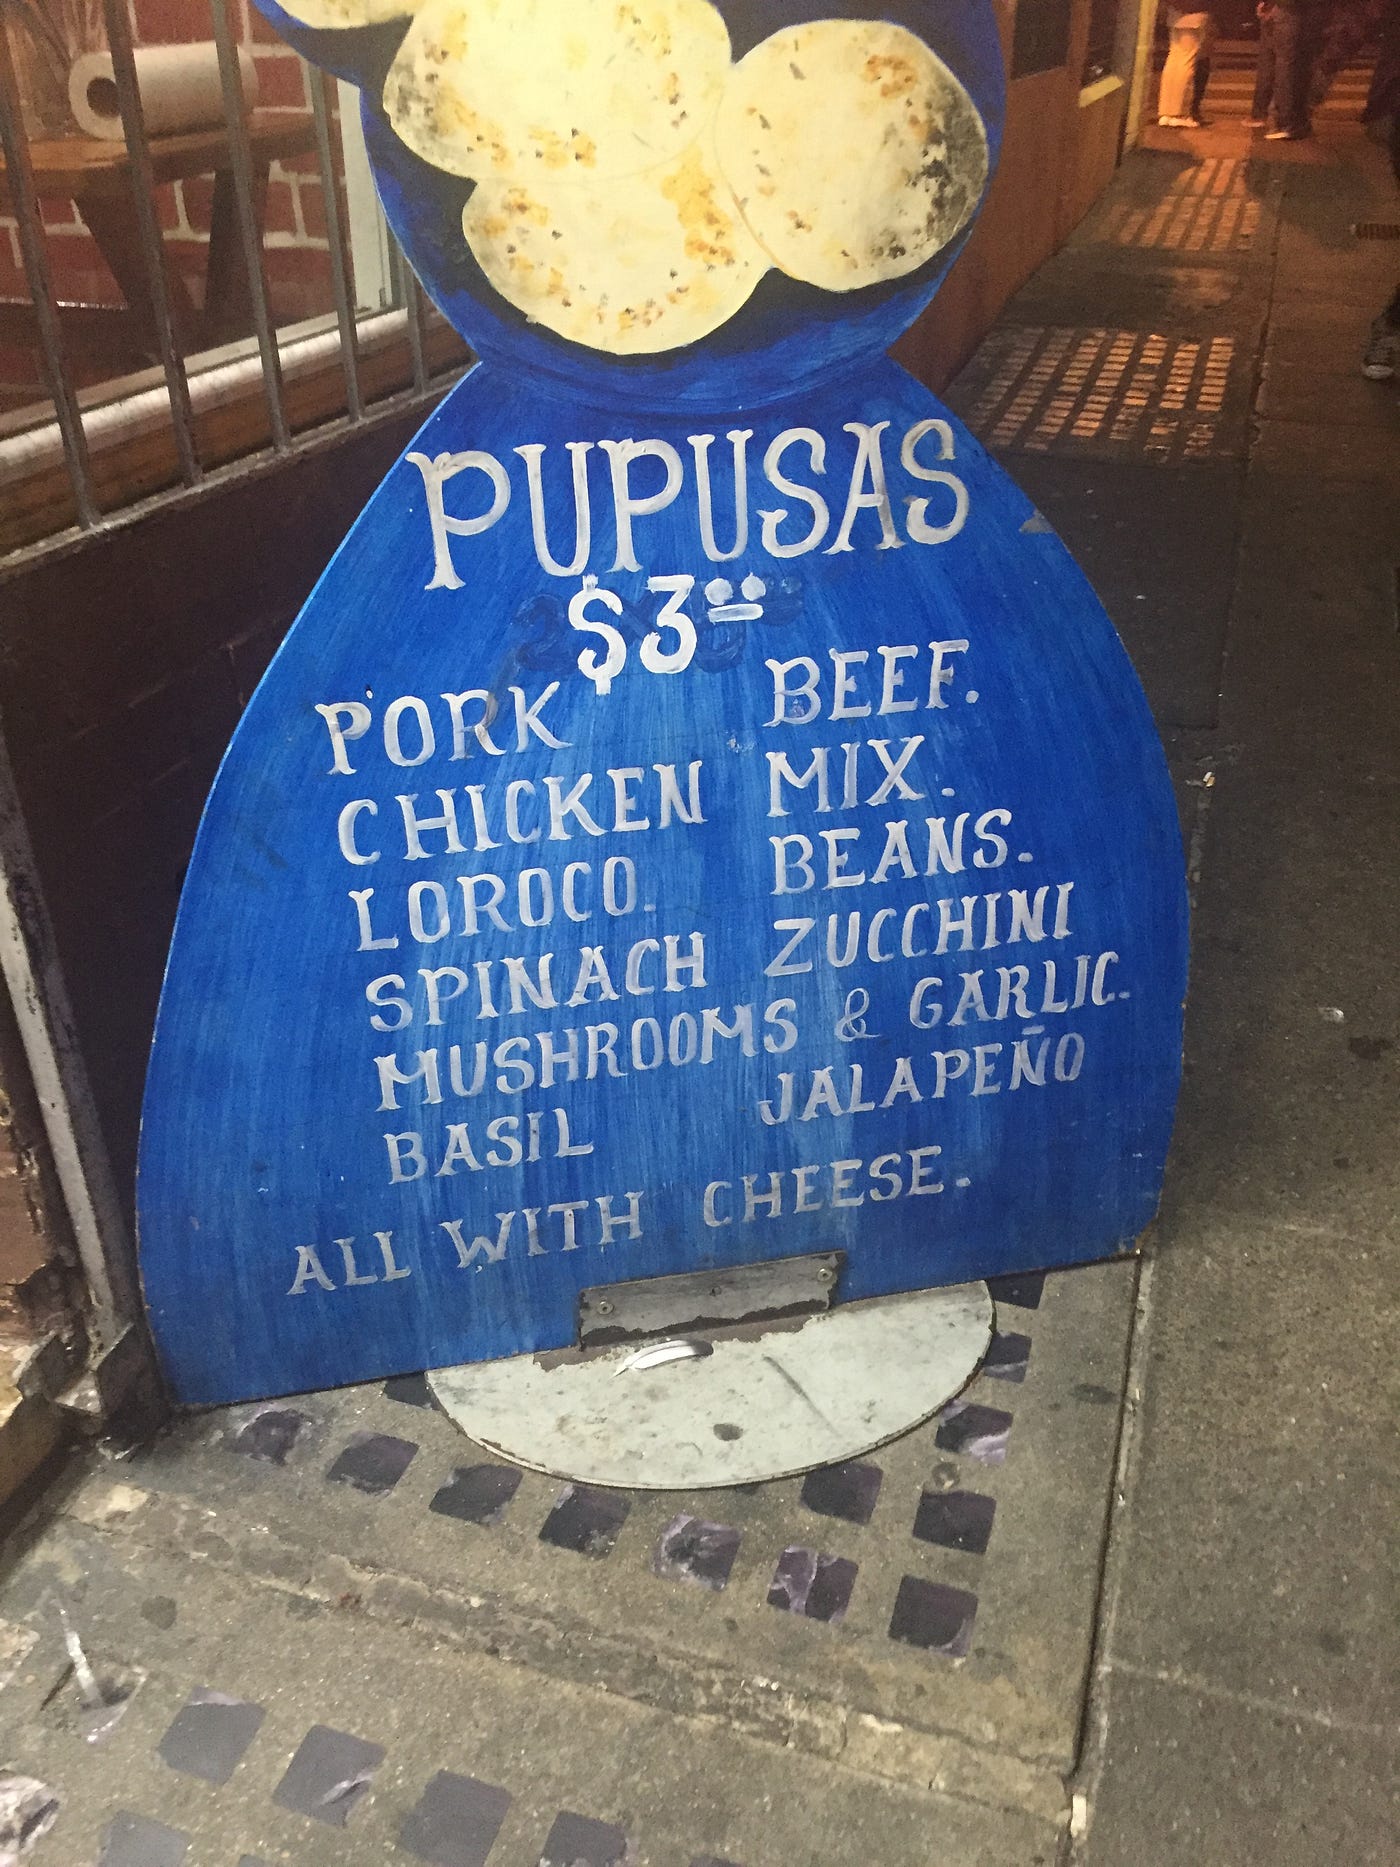 PUPUSAS
$3.00
PORK BEEF.
CHICKEN MIX.
LOROCO. BEANS.
SPINACH ZUCCHINI
MUSHROOMS & GARLIC.
BASIL JALAPEÑO
ALL WITH CHEESE.